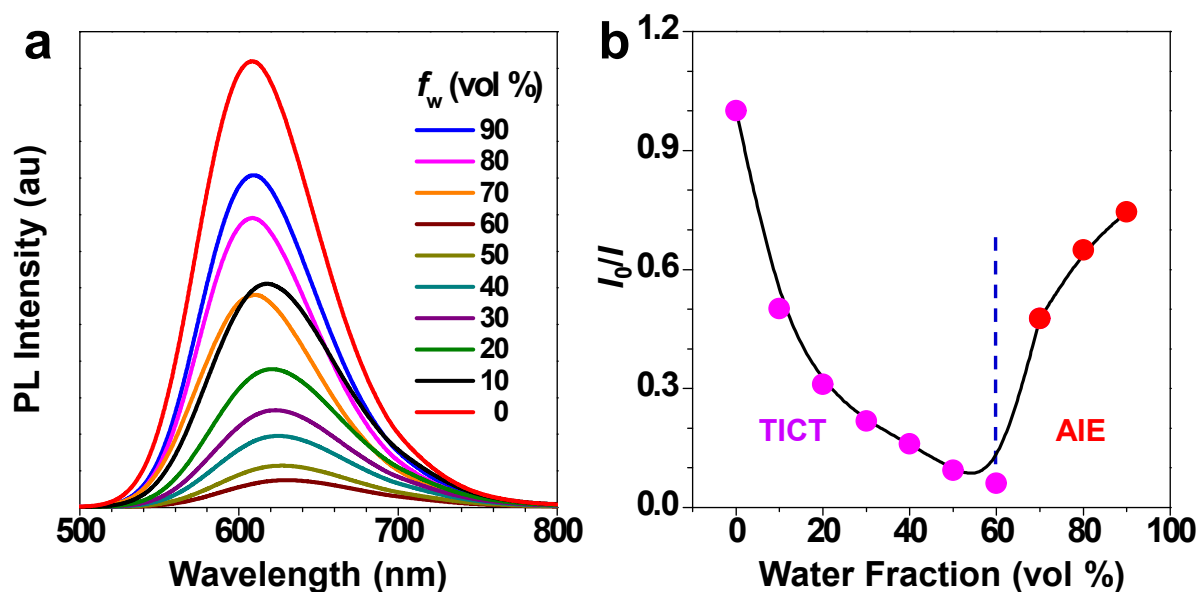 a
PL Intensity (au)
fw (vol %)
90
80
70
60
50
40
30
20
10
0
500
600
700
800
Wavelength (nm)
b
I0/I
1.2
0.9
0.6
0.3
0.0
TICT
AIE
0
20
40
60
80
100
Water Fraction (vol %)